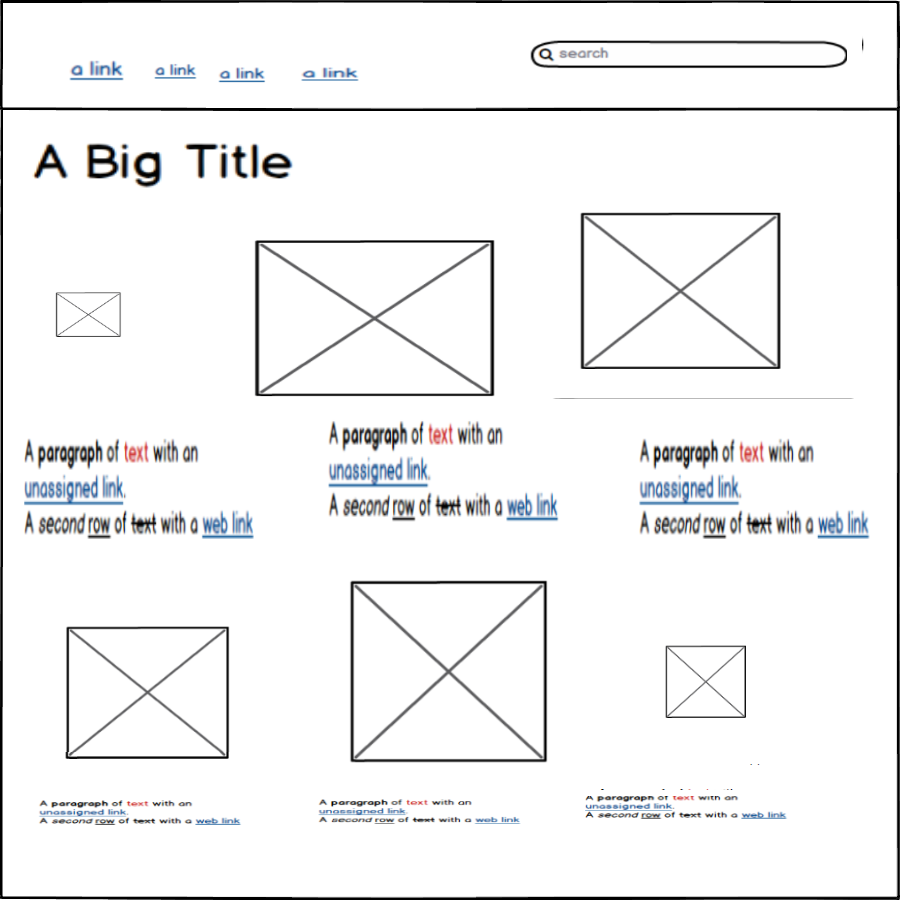 a link a link a link a link
search
A Big Title
A paragraph of text with an
unassigned link.
A second row of text with a web link
A paragraph of text with an
unassigned link.
A second row of text with a web link
A paragraph of text with an
unassigned link.
A second row of text with a web link
A paragraph of text with an
unassigned link.
A second row of text with a web link
A paragraph of text with an
unassigned link.
A second row of text with a web link
A paragraph of text with an
unassigned link.
A second row of text with a web link